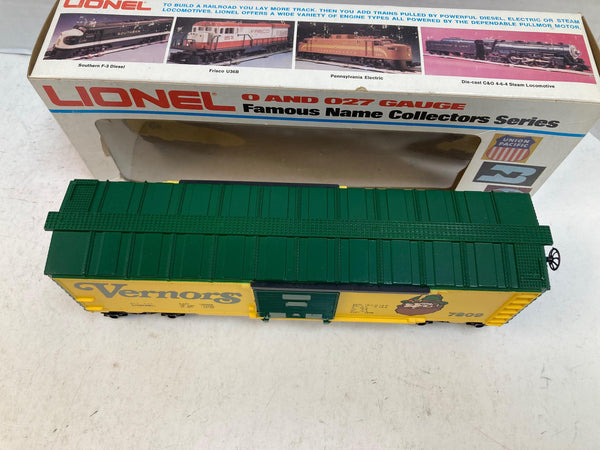 LIONEL
TO BUILD A RAILROAD YOU LAY MORE TRACK. THEN YOU ADD TRAINS PULLED BY POWERFUL DIESEL, ELECTRIC OR STEAM
LOCOMOTIVES. LIONEL OFFERS A WIDE VARIETY OF ENGINE TYPES ALL POWERED BY THE DEPENDABLE PULLMOR MOTOR.
Southern F-3 Diesel
Frisco U36B
Pennsylvania Electric
Die-cast C&O 4-6-4 Steam Locomotive
LIONEL
O AND O27 GAUGE
Famous Name Collectors Series
UNION
PACIFIC
Vernors
7809